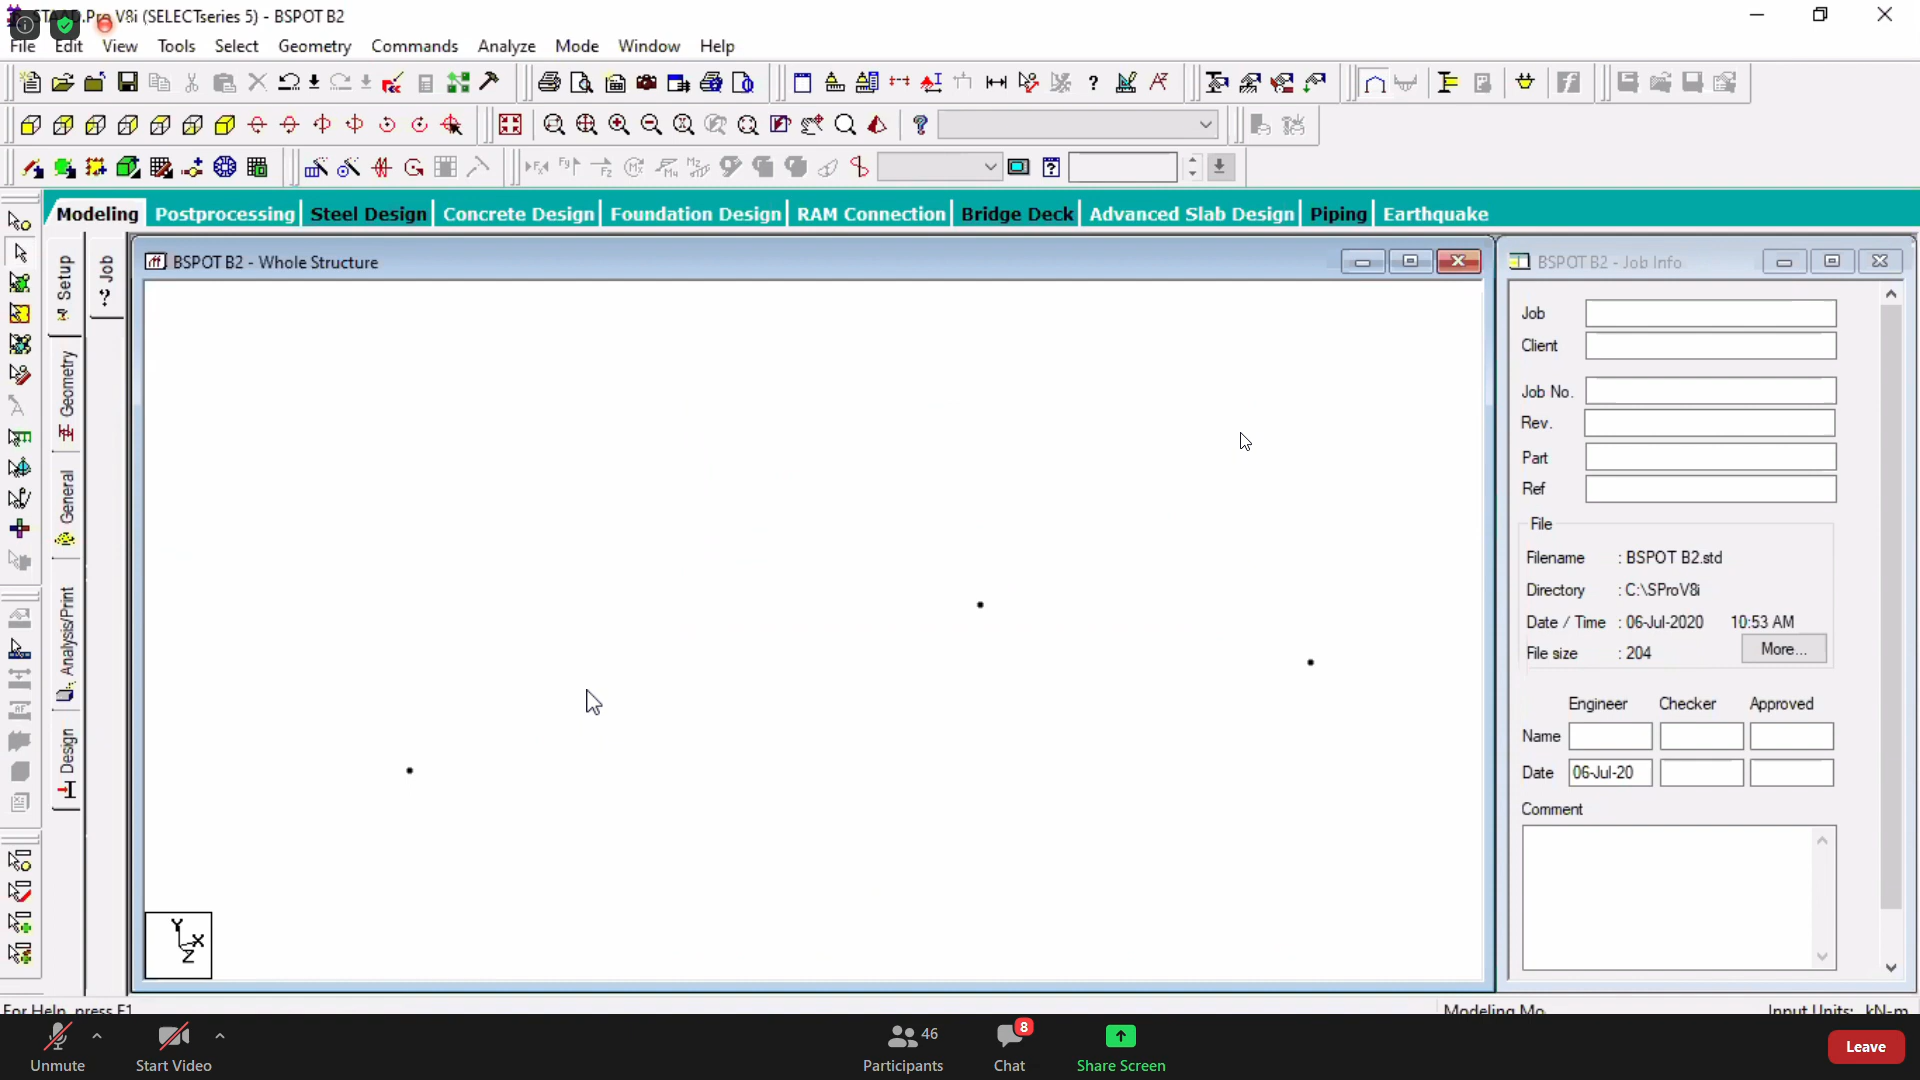 STAAD.Pro V8i (SELECTseries 5) - BSPOT B2
File Edit View Tools Select Geometry Commands Analyze Mode Window Help
Modeling Postprocessing Steel Design Concrete Design Foundation Design RAM Connection Bridge Deck Advanced Slab Design Piping Earthquake
Setup
Geometry
General
Analysis/Print
Design
Job
BSPOT B2 - Whole Structure
Y
X
Z
BSPOT B2 - Job Info
Job
Client
Job No.
Rev.
Part
Ref
File
Filename : BSPOT B2.std
Directory : C:\SProV8i
Date / Time : 06-Jul-2020 10:53 AM
File size : 204 More...
Engineer Checker Approved
Name
Date 06-Jul-20
Comment
For Help, press F1 Modeling Mo Input Units: kN-m
Unmute Start Video 46 Participants 8 Chat Share Screen Leave